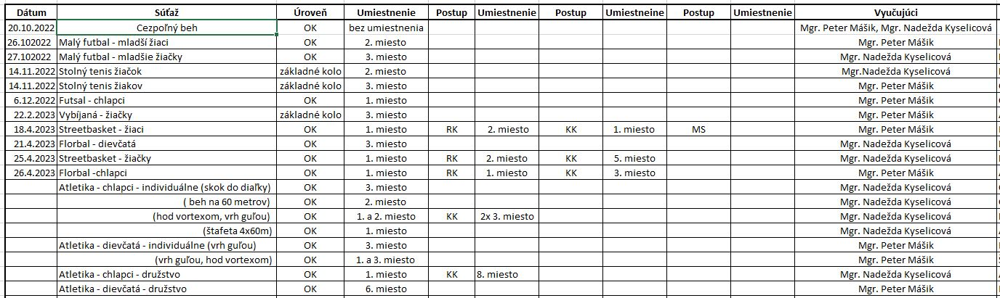 Dátum Súťaž Úroveň Umiestnenie Postup Umiestnenie Postup Umiestneine Postup Umiestnenie Vyučujúci
20.10.2022 Cezpoľný beh OK bez umiestnenia Mgr. Peter Mášik, Mgr. Nadežda Kyselicová
26.102022 Malý futbal - mladší žiaci OK 2. miesto Mgr. Peter Mášik
27.102022 Malý futbal - mladšie žiačky OK 3. miesto Mgr. Nadežda Kyselicová
14.11.2022 Stolný tenis žiačok základné kolo 2. miesto Mgr.Nadežda Kyselicová
14.11.2022 Stolný tenis žiakov základné kolo 3. miesto Mgr. Peter Mášik
6.12.2022 Futsal - chlapci OK 1. miesto Mgr. Peter Mášik
22.2.2023 Vybíjaná - žiačky základné kolo 3. miesto Mgr. Peter Mášik
18.4.2023 Streetbasket - žiaci OK 1. miesto RK 2. miesto KK 1. miesto MS Mgr. Peter Mášik
21.4.2023 Florbal - dievčatá OK 3. miesto Mgr. Nadežda Kyselicová
25.4.2023 Streetbasket - žiačky OK 1. miesto RK 2. miesto KK 5. miesto Mgr. Nadežda Kyselicová
26.4.2023 Florbal -chlapci OK 1. miesto RK 1. miesto KK 3. miesto Mgr. Peter Mášik
Atletika - chlapci - individuálne (skok do diaľky) OK 3. miesto Mgr. Nadežda Kyselicová
( beh na 60 metrov) OK 2. miesto Mgr. Nadežda Kyselicová
(hod vortexom, vrh guľou) OK 1. a 2. miesto KK 2x 3. miesto Mgr. Nadežda Kyselicová
(štafeta 4x60m) OK 1. miesto Mgr. Nadežda Kyselicová
Atletika - dievčatá - individuálne (vrh guľou) OK 3. miesto Mgr. Peter Mášik
(vrh guľou, hod vortexom) OK 1. a 3. miesto Mgr. Peter Mášik
Atletika - chlapci - družstvo OK 1. miesto KK 8. miesto Mgr. Nadežda Kyselicová
Atletika - dievčatá - družstvo OK 6. miesto Mgr. Peter Mášik